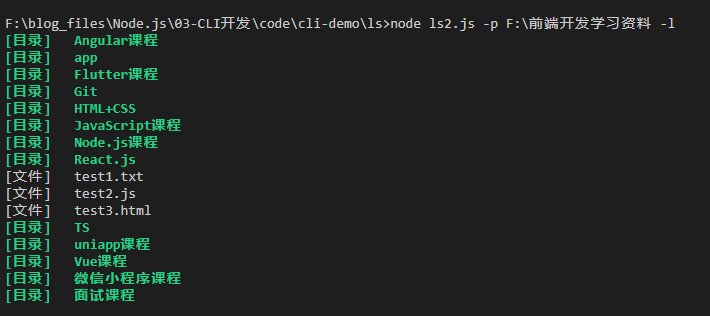 F:\blog_files\Node.js\03-CLI开发\code\cli-demo\ls>node ls2.js -p F:\前端开发学习资料 -l
[目录] Angular课程
[目录] app
[目录] Flutter课程
[目录] Git
[目录] HTML+CSS
[目录] JavaScript课程
[目录] Node.js课程
[目录] React.js
[文件] test1.txt
[文件] test2.js
[文件] test3.html
[目录] TS
[目录] uniapp课程
[目录] Vue课程
[目录] 微信小程序课程
[目录] 面试课程